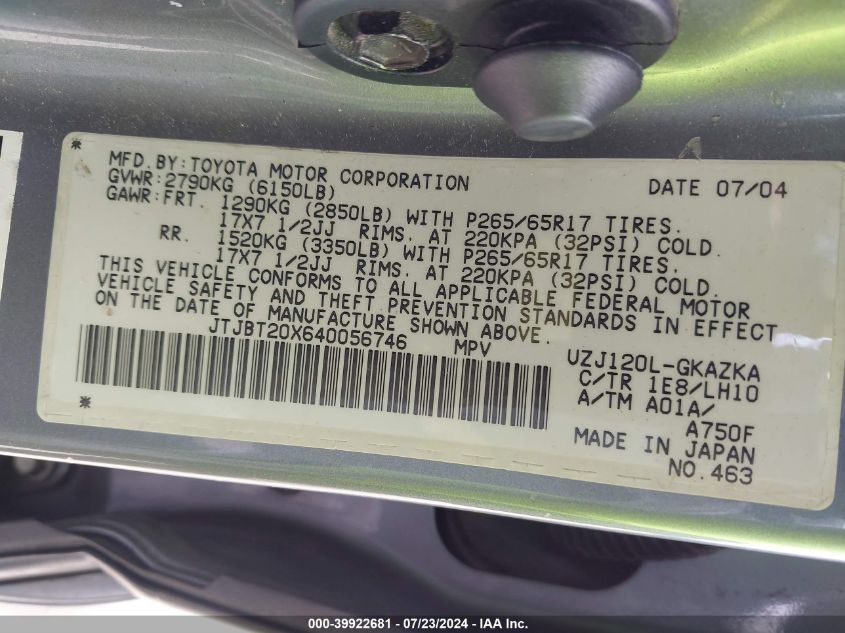 MFD.BY:TOYOTA MOTOR CORPORATION DATE 07/04
GVWR:2790KG (6150LB)
GAWR:FRT. 1290KG (2850LB) WITH P265/65R17 TIRES.
17X7 1/2JJ RIMS. AT 220KPA (32PSI) COLD.
RR. 1520KG (3350LB) WITH P265/65R17 TIRES.
17X7 1/2JJ RIMS. AT 220KPA (32PSI) COLD.
THIS VEHICLE CONFORMS TO ALL APPLICABLE FEDERAL MOTOR
VEHICLE SAFETY AND THEFT PREVENTION STANDARDS IN EFFECT
ON THE DATE OF MANUFACTURE SHOWN ABOVE.
JTJBT20X640056746 MPV
UZJ120L-GKAZKA
C/TR 1E8/LH10
A/TM A01A/
A750F
MADE IN JAPAN
NO.463
000-39922681 - 07/23/2024 - IAA Inc.